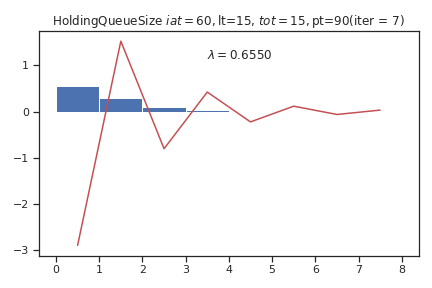 HoldingQueueSize iat = 60, lt=15, tot = 15, pt=90(iter = 7)
λ = 0.6550
1
0
−1
−2
−3
0 1 2 3 4 5 6 7 8